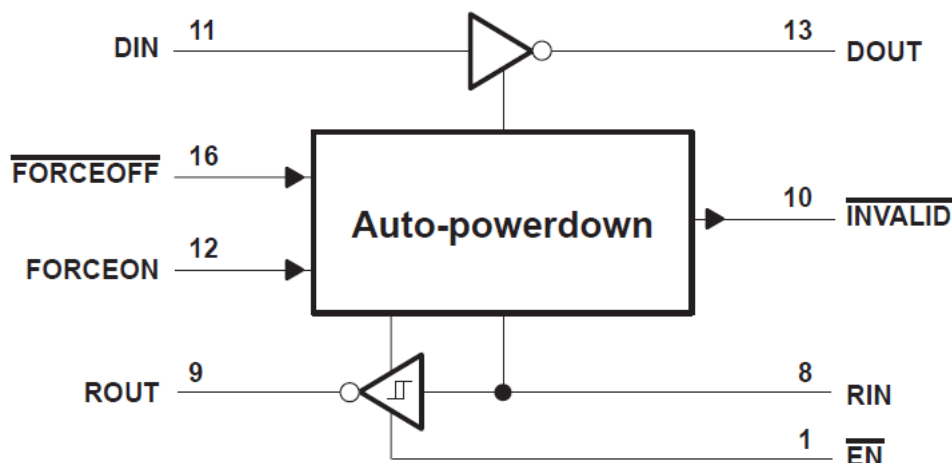 DIN 11 13 DOUT
FORCEOFF 16
Auto-powerdown
10 INVALID
FORCEON 12
ROUT 9 8 RIN
1 EN